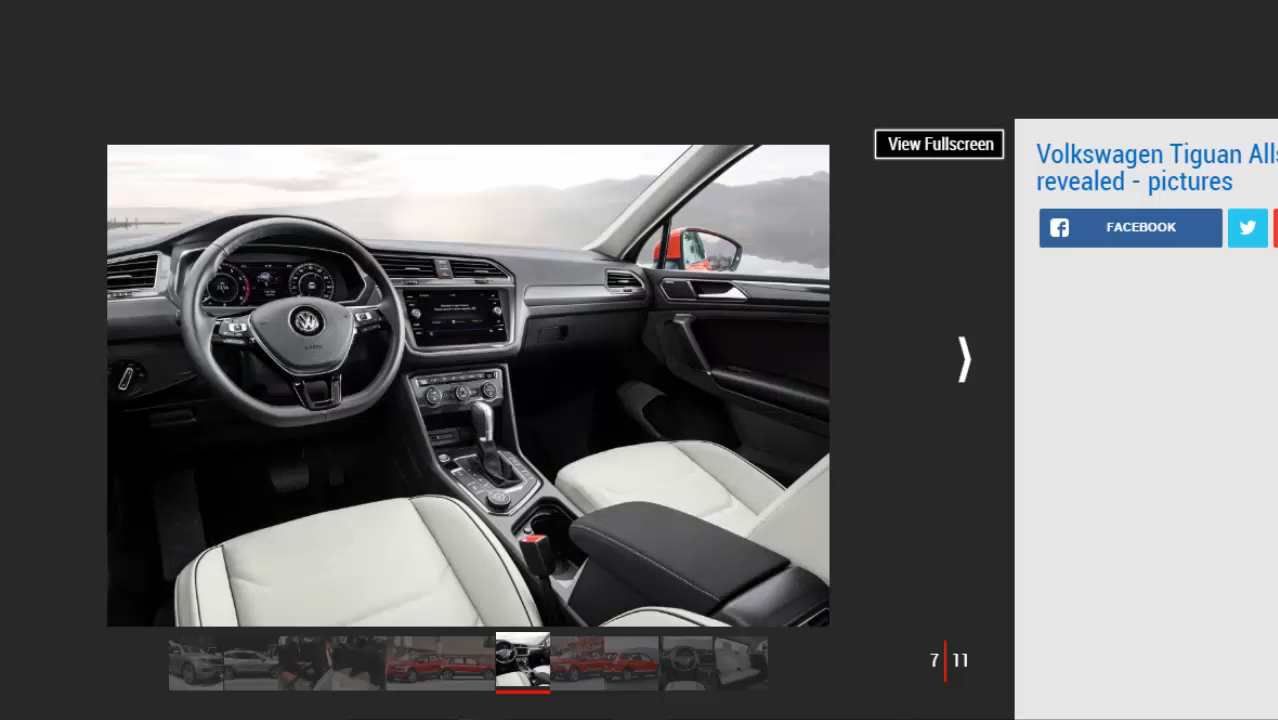 View Fullscreen
Volkswagen Tiguan Alls
revealed - pictures
FACEBOOK
7 11